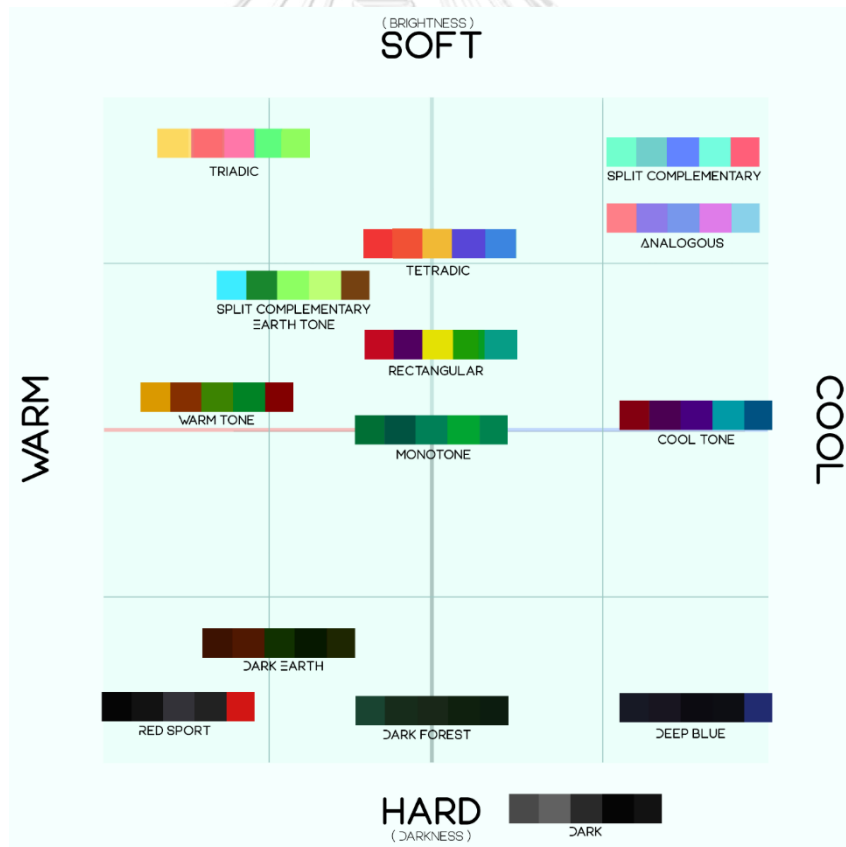 ( BRIGHTNESS )
SOFT
TRIADIC
SPLIT COMPLEMENTARY
ANALOGOUS
TETRADIC
SPLIT COMPLEMENTARY
EARTH TONE
RECTANGULAR
WARM
COOL
WARM TONE
COOL TONE
MONOTONE
DARK EARTH
RED SPORT
DARK FOREST
DEEP BLUE
HARD
( DARKNESS )
DARK